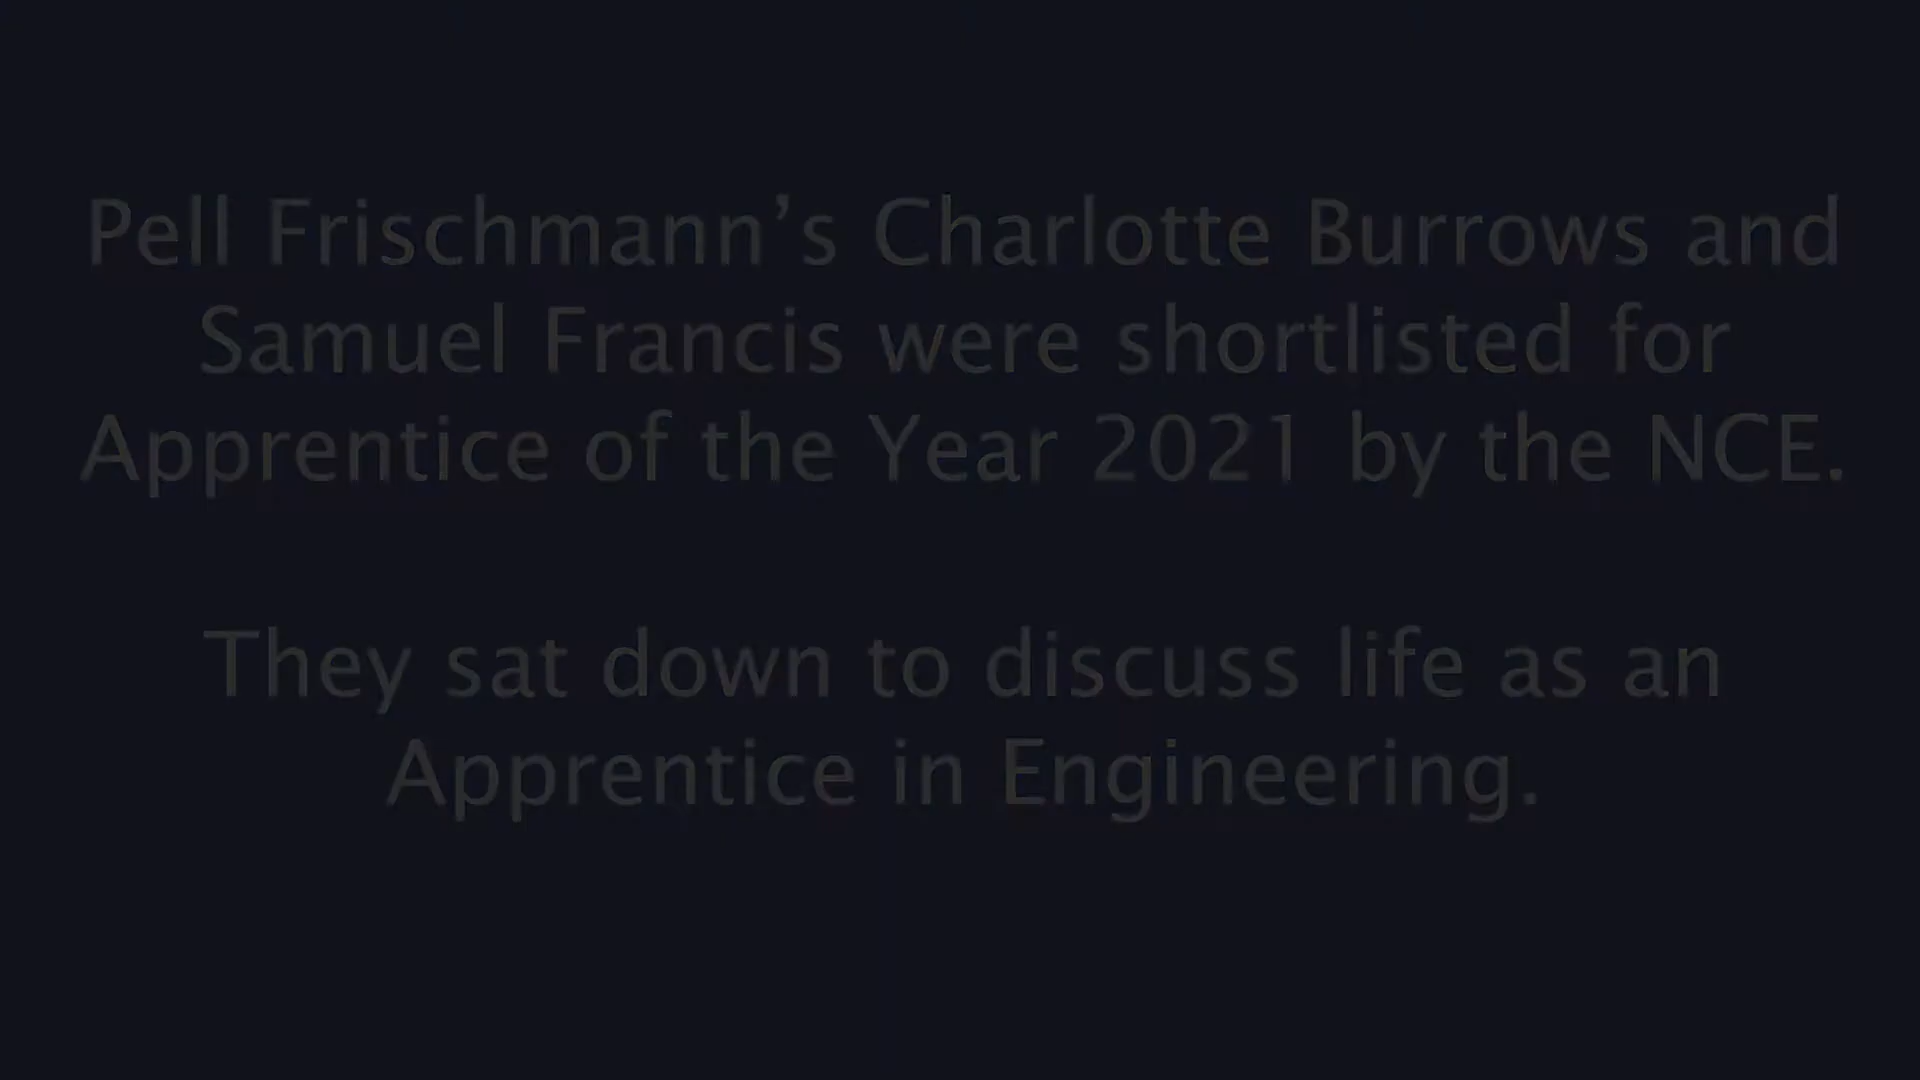 Pell Frischmann’s Charlotte Burrows and
Samuel Francis were shortlisted for
Apprentice of the Year 2021 by the NCE.
They sat down to discuss life as an
Apprentice in Engineering.